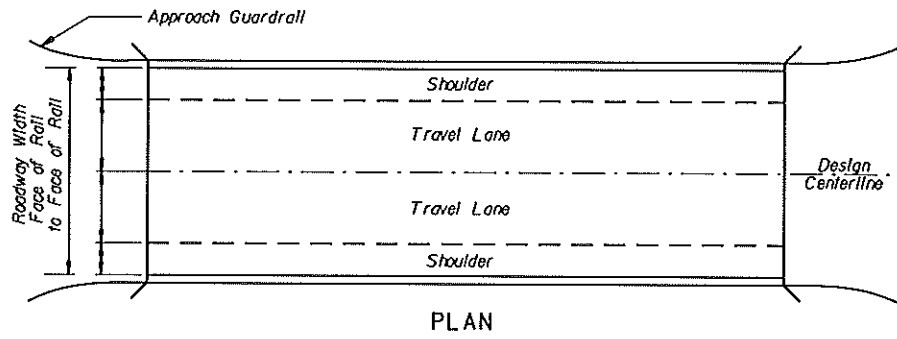 Approach Guardrail
Shoulder
Travel Lane
Roadway Width
Face of Rail
to Face of Rail
Design
Centerline
Travel Lane
Shoulder
PLAN